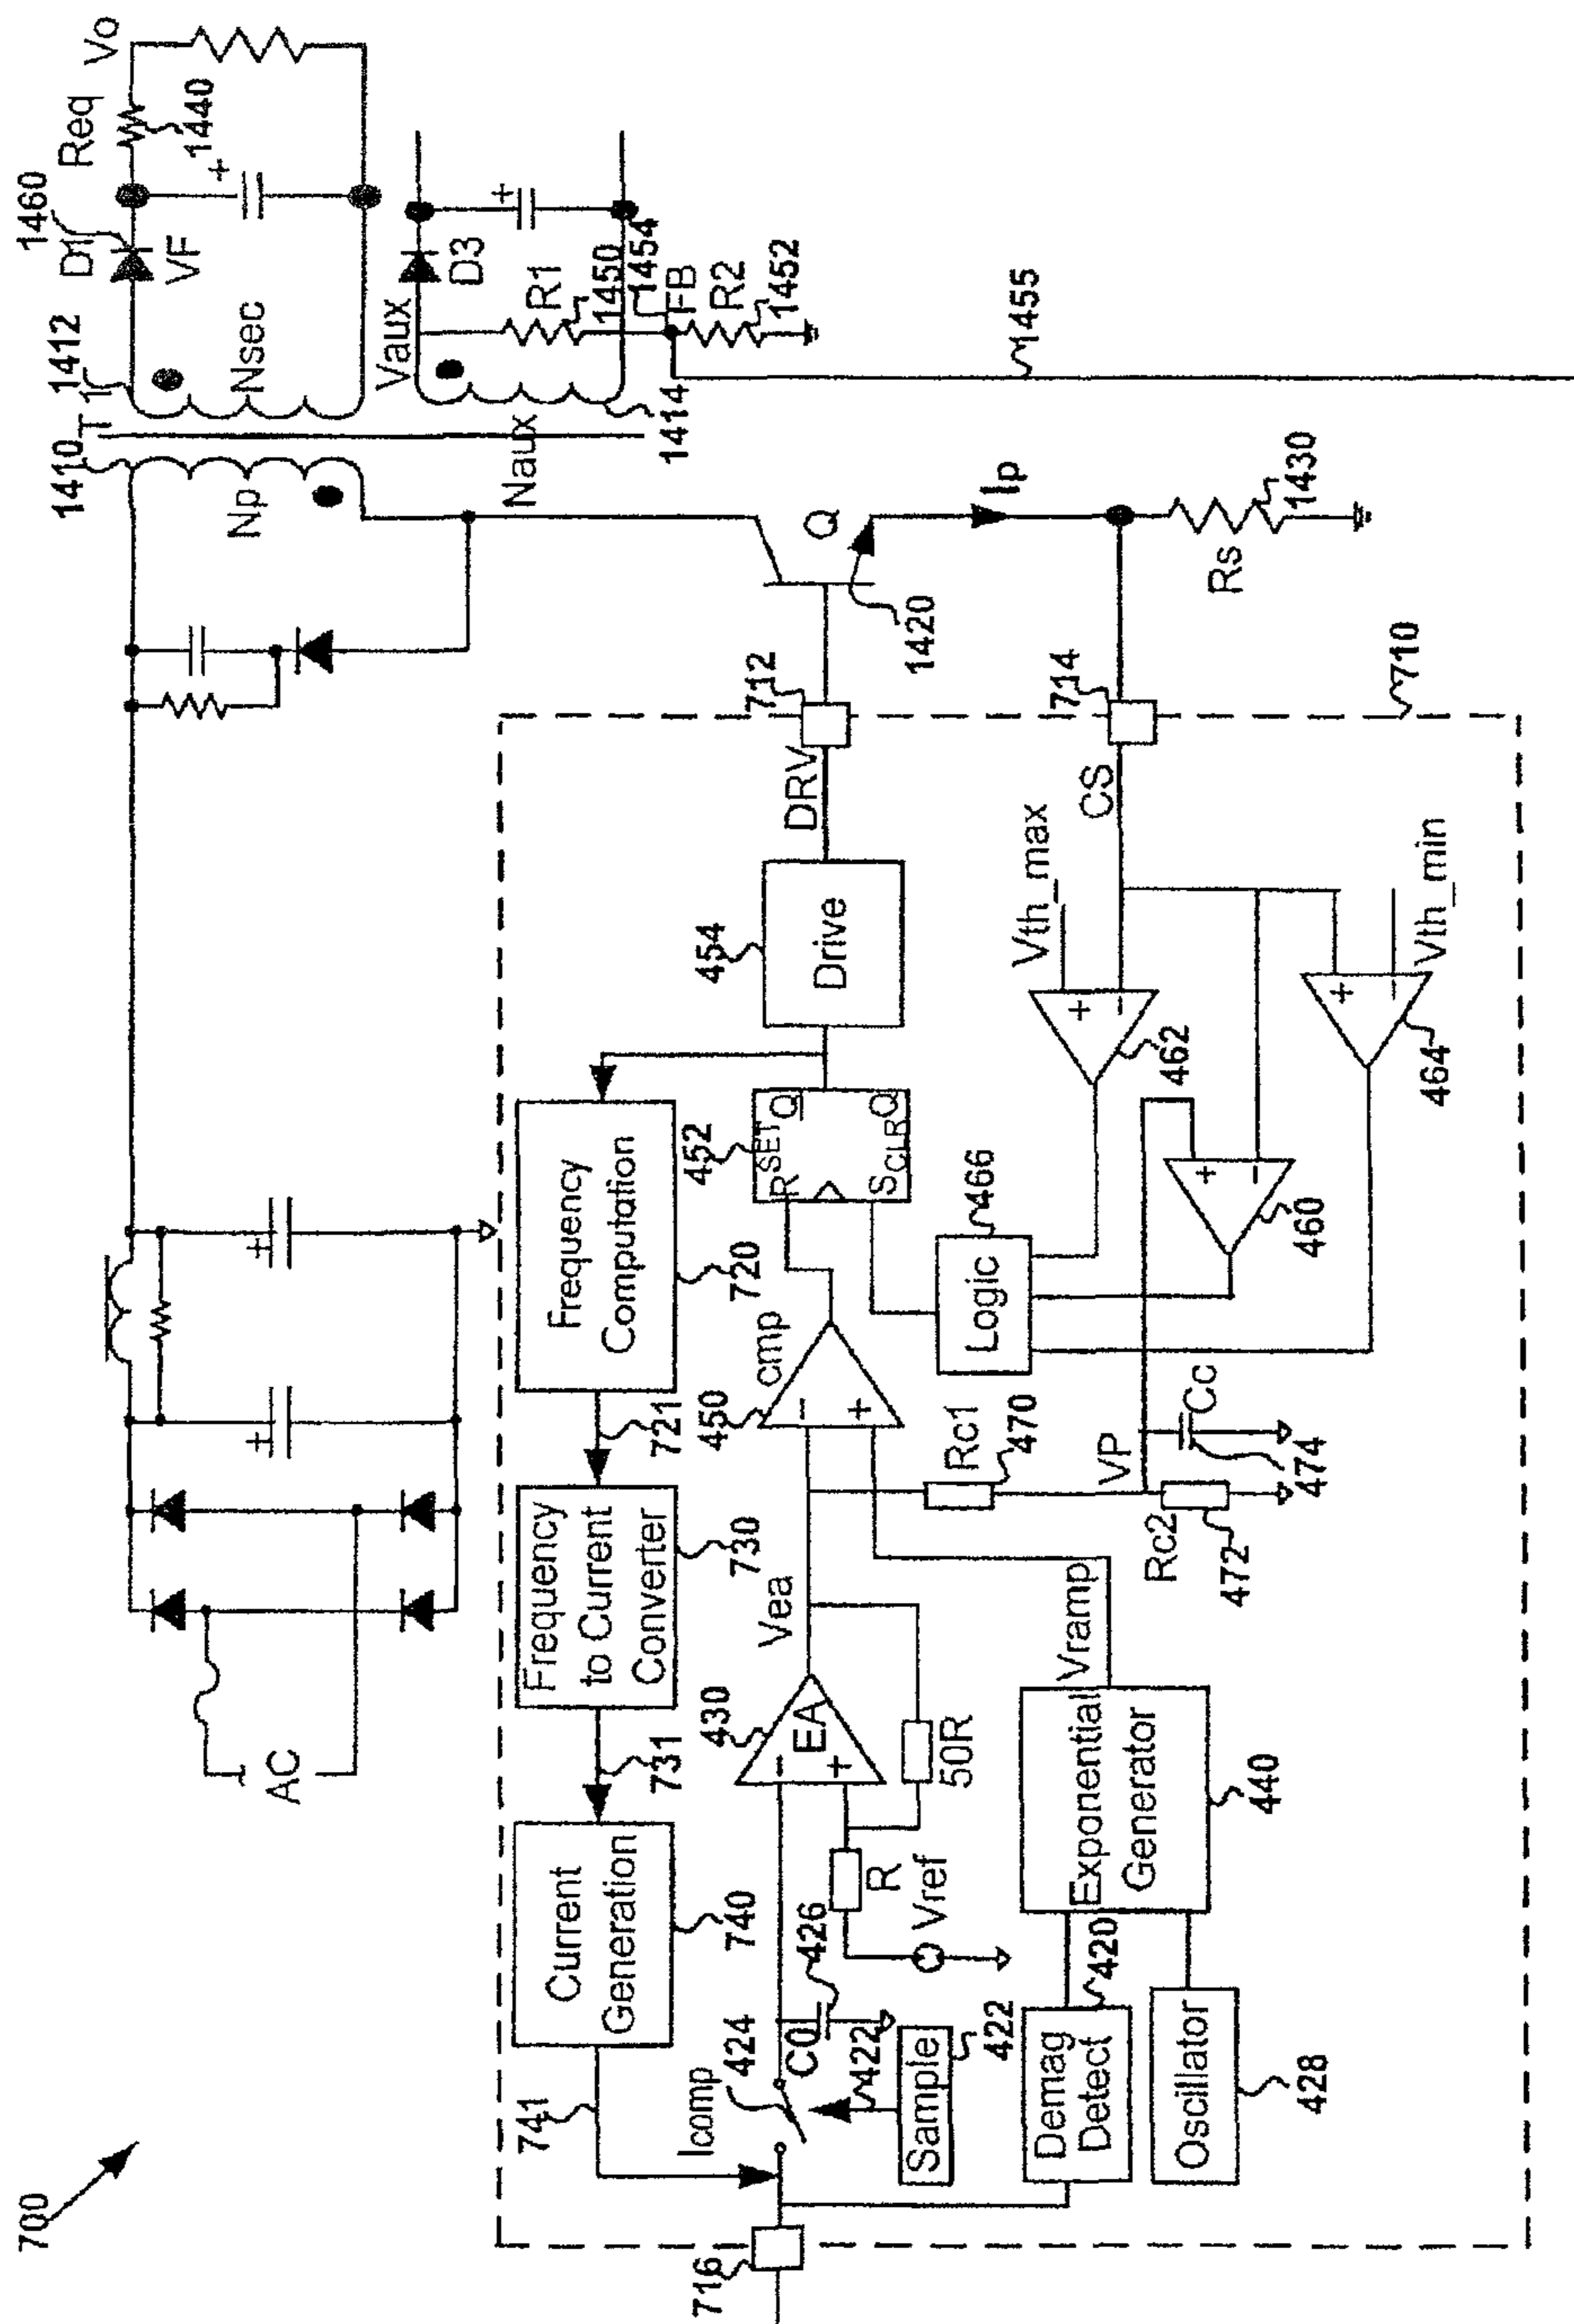 700
AC
1410
T1
1412
Np
Nsec
1460
D1
VF
Req
1440
Vo
+
±
±
+
Vaux
Naux
1414
D3
R1
1450
1454
FB
R2
1452
1455
Q
1420
Ip
Rs
1430
710
712
DRV
714
CS
716
741
Icomp
Current
Generation
740
731
Frequency
to Current
Converter
730
721
Frequency
Computation
720
454
Drive
452
R
SET
Q
S
CLR
Q
cmp
450
-
+
Vea
430
EA
-
+
50R
R
Vref
424
C0
426
422
Sample
422
Demag
Detect
420
Oscillator
428
Exponential
Generator
440
Vramp
Rc1
470
VP
Rc2
472
Cc
474
Logic
466
Vth_max
+
-
462
+
-
460
Vth_min
+
-
464